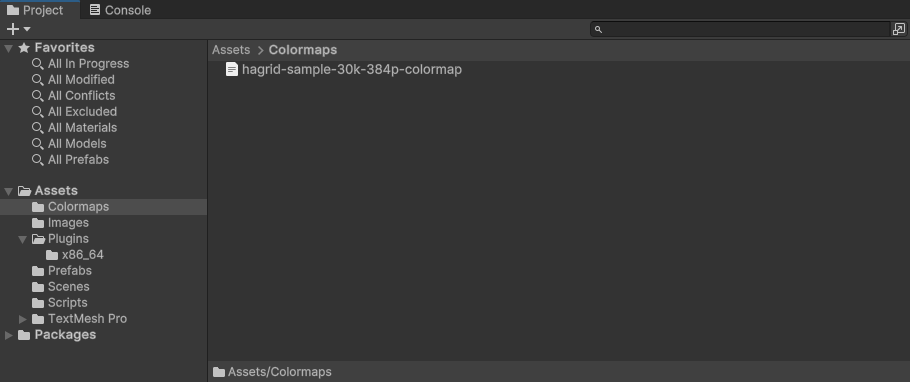 Project
Console
Favorites
All In Progress
All Modified
All Conflicts
All Excluded
All Materials
All Models
All Prefabs
Assets
Colormaps
Images
Plugins
x86_64
Prefabs
Scenes
Scripts
TextMesh Pro
Packages
Assets > Colormaps
hagrid-sample-30k-384p-colormap
Assets/Colormaps